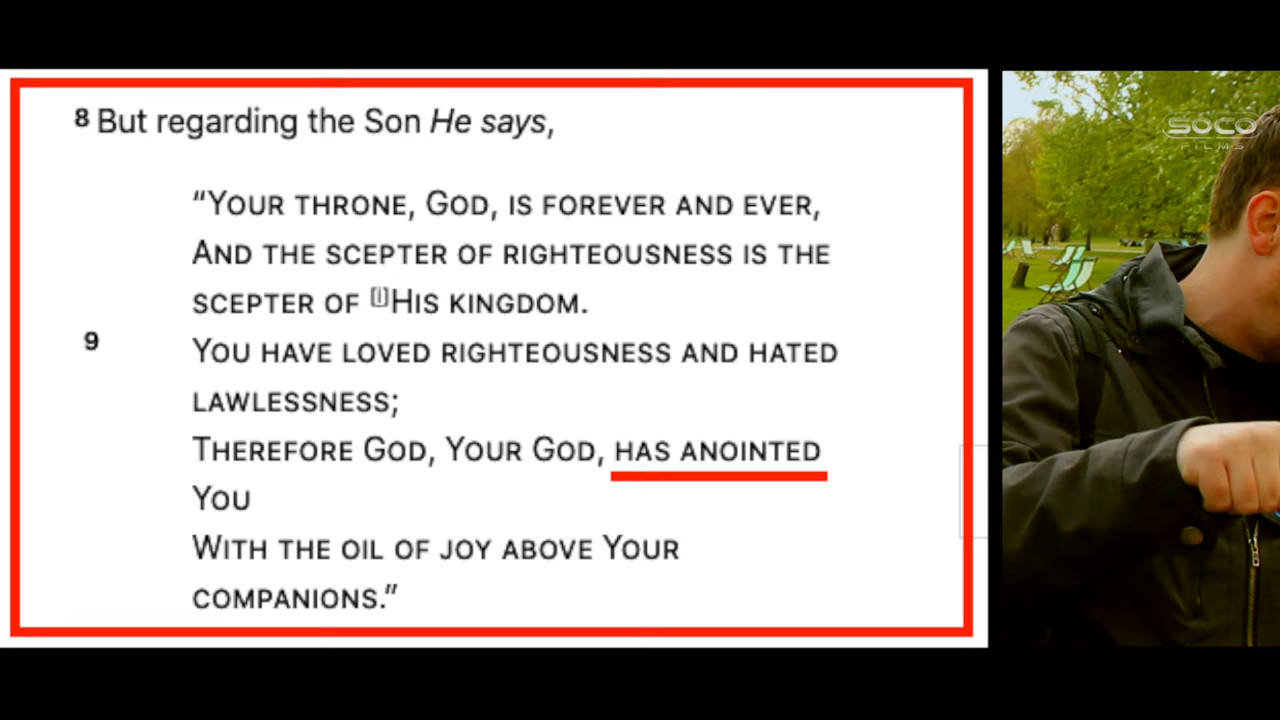 8 But regarding the Son He says,
“YOUR THRONE, GOD, IS FOREVER AND EVER,
AND THE SCEPTER OF RIGHTEOUSNESS IS THE
SCEPTER OF [i]HIS KINGDOM.
9 YOU HAVE LOVED RIGHTEOUSNESS AND HATED
LAWLESSNESS;
THEREFORE GOD, YOUR GOD, HAS ANOINTED
YOU
WITH THE OIL OF JOY ABOVE YOUR
COMPANIONS.”
SOCO
FILMS